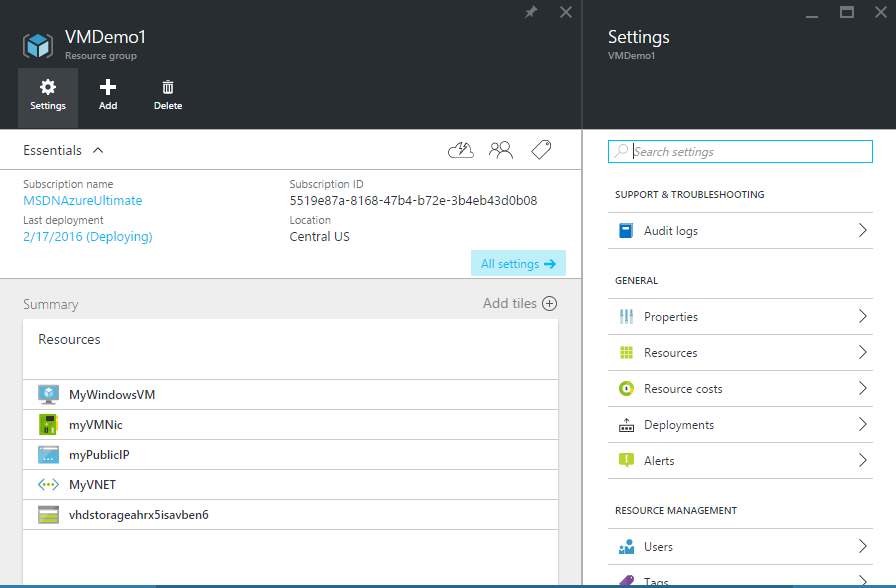 VMDemo1
Resource group
Settings
Add
Delete
Essentials
Subscription name
MSDNAzureUltimate
Last deployment
2/17/2016 (Deploying)
Subscription ID
5519e87a-8168-47b4-b72e-3b4eb43d0b08
Location
Central US
All settings
Summary
Add tiles
Resources
MyWindowsVM
myVMNic
myPublicIP
MyVNET
vhdstorageahrx5isavben6
Settings
VMDemo1
Search settings
SUPPORT & TROUBLESHOOTING
Audit logs
GENERAL
Properties
Resources
Resource costs
Deployments
Alerts
RESOURCE MANAGEMENT
Users
Tags